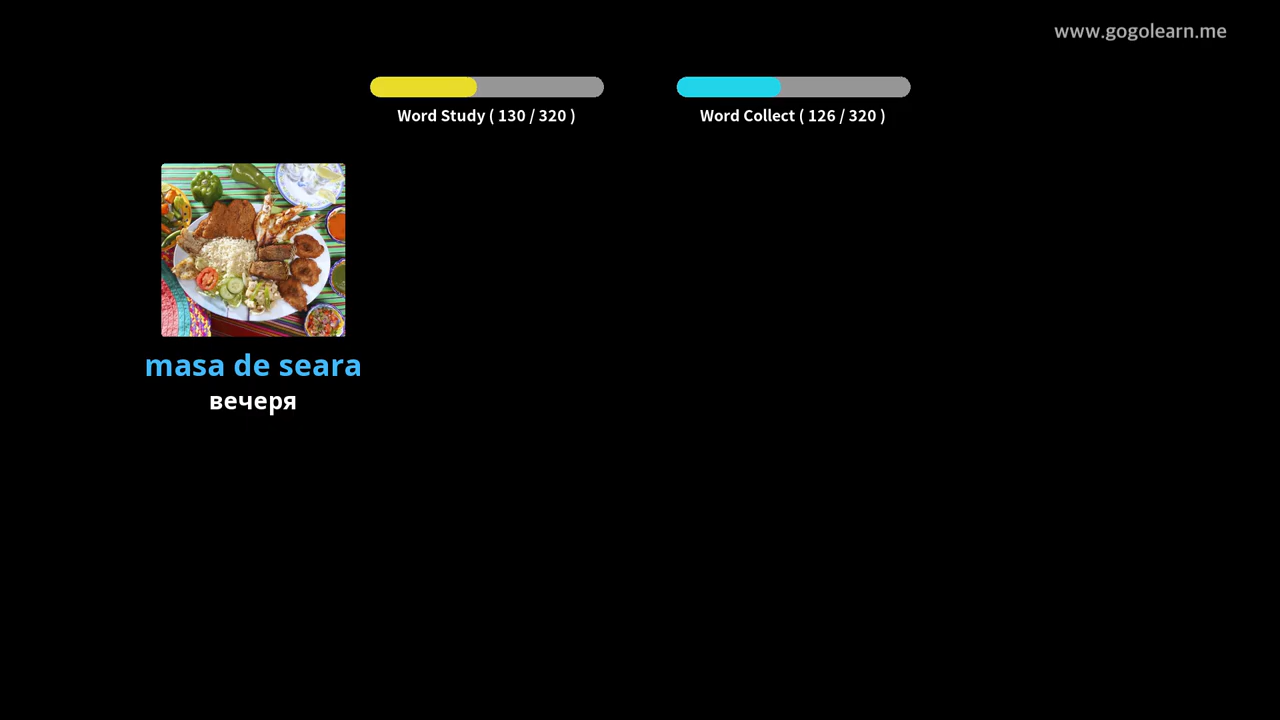 www.gogolearn.me
Word Study ( 130 / 320 )
Word Collect ( 126 / 320 )
masa de seara
вечеря